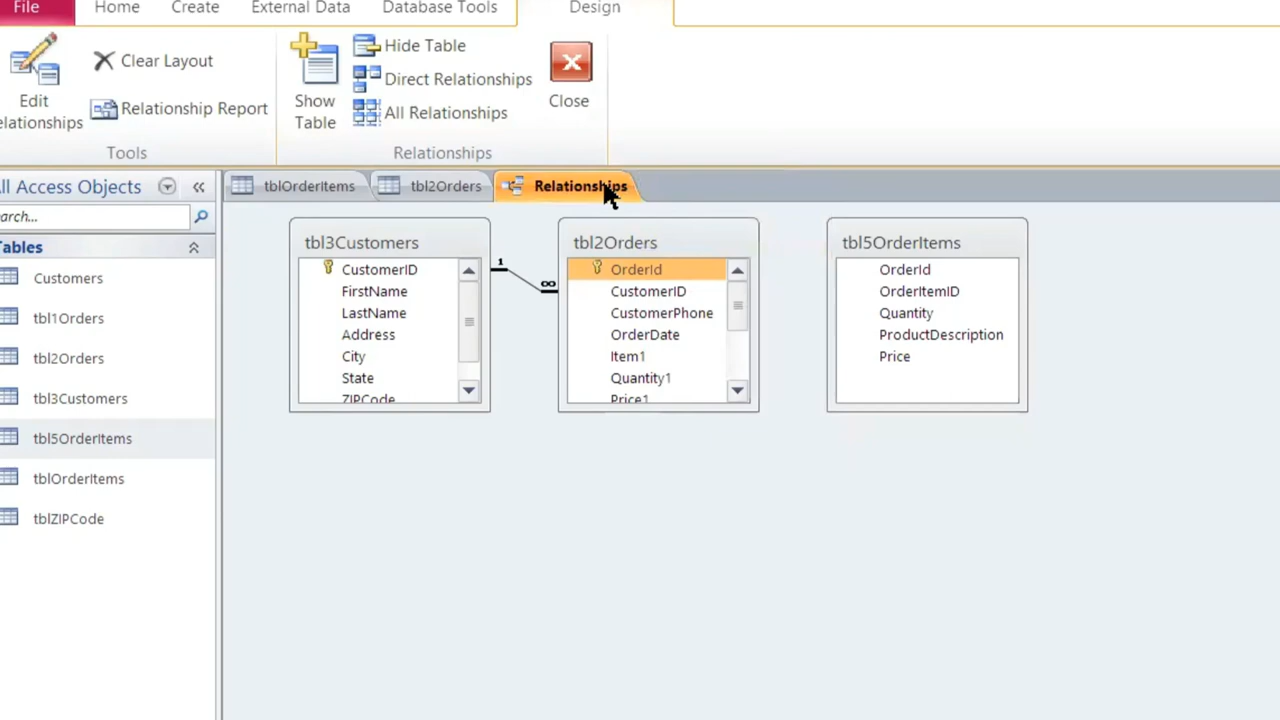 File Home Create External Data Database Tools Design
Clear Layout
Relationship Report
Edit
elationships
Tools
Show
Table
Hide Table
Direct Relationships
All Relationships
Close
Relationships
ll Access Objects
earch...
Tables
Customers
tbl1Orders
tbl2Orders
tbl3Customers
tbl5OrderItems
tblOrderItems
tblZIPCode
tblOrderItems tbl2Orders Relationships
tbl3Customers
CustomerID
FirstName
LastName
Address
City
State
ZIPCode
1
∞
tbl2Orders
OrderId
CustomerID
CustomerPhone
OrderDate
Item1
Quantity1
Price1
tbl5OrderItems
OrderId
OrderItemID
Quantity
ProductDescription
Price